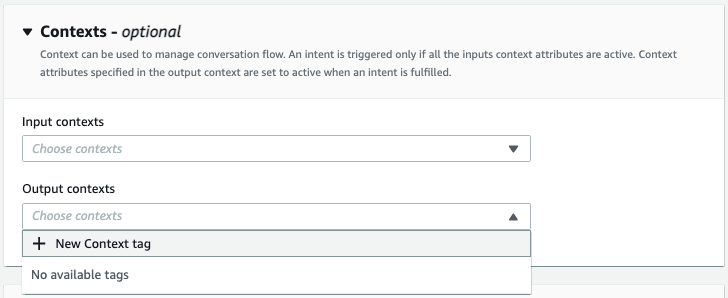 Contexts - optional
Context can be used to manage conversation flow. An intent is triggered only if all the inputs context attributes are active. Context
attributes specified in the output context are set to active when an intent is fulfilled.
Input contexts
Choose contexts
Output contexts
Choose contexts
New Context tag
No available tags